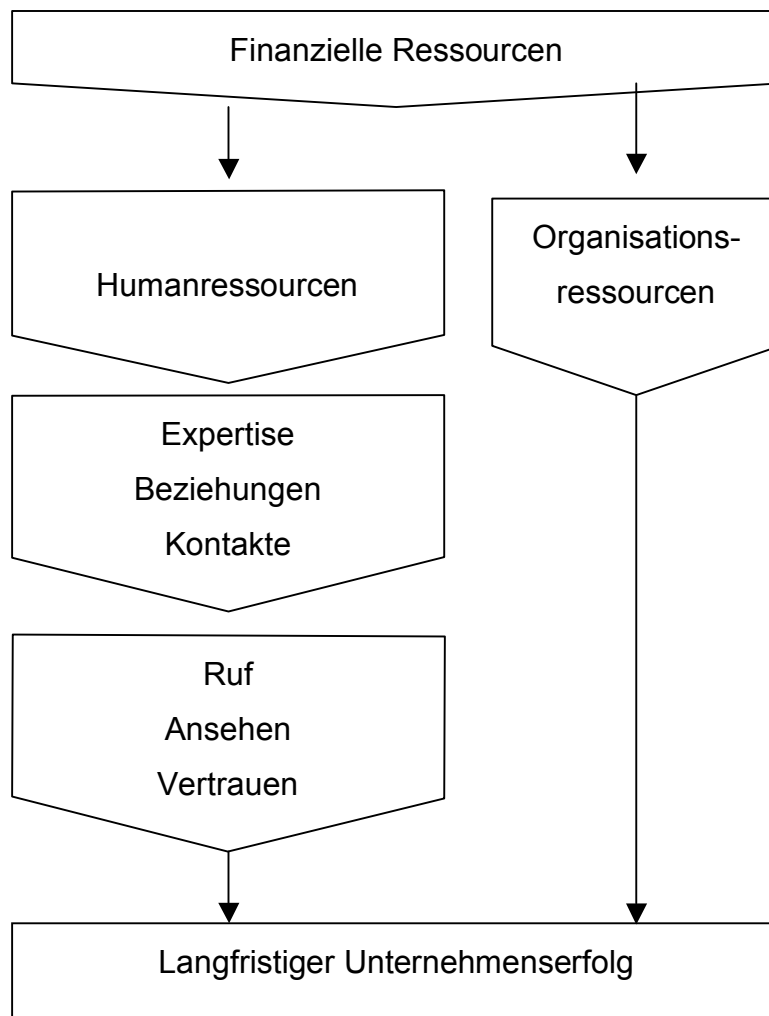 Finanzielle Ressourcen
Humanressourcen
Organisations-
ressourcen
Expertise
Beziehungen
Kontakte
Ruf
Ansehen
Vertrauen
Langfristiger Unternehmenserfolg